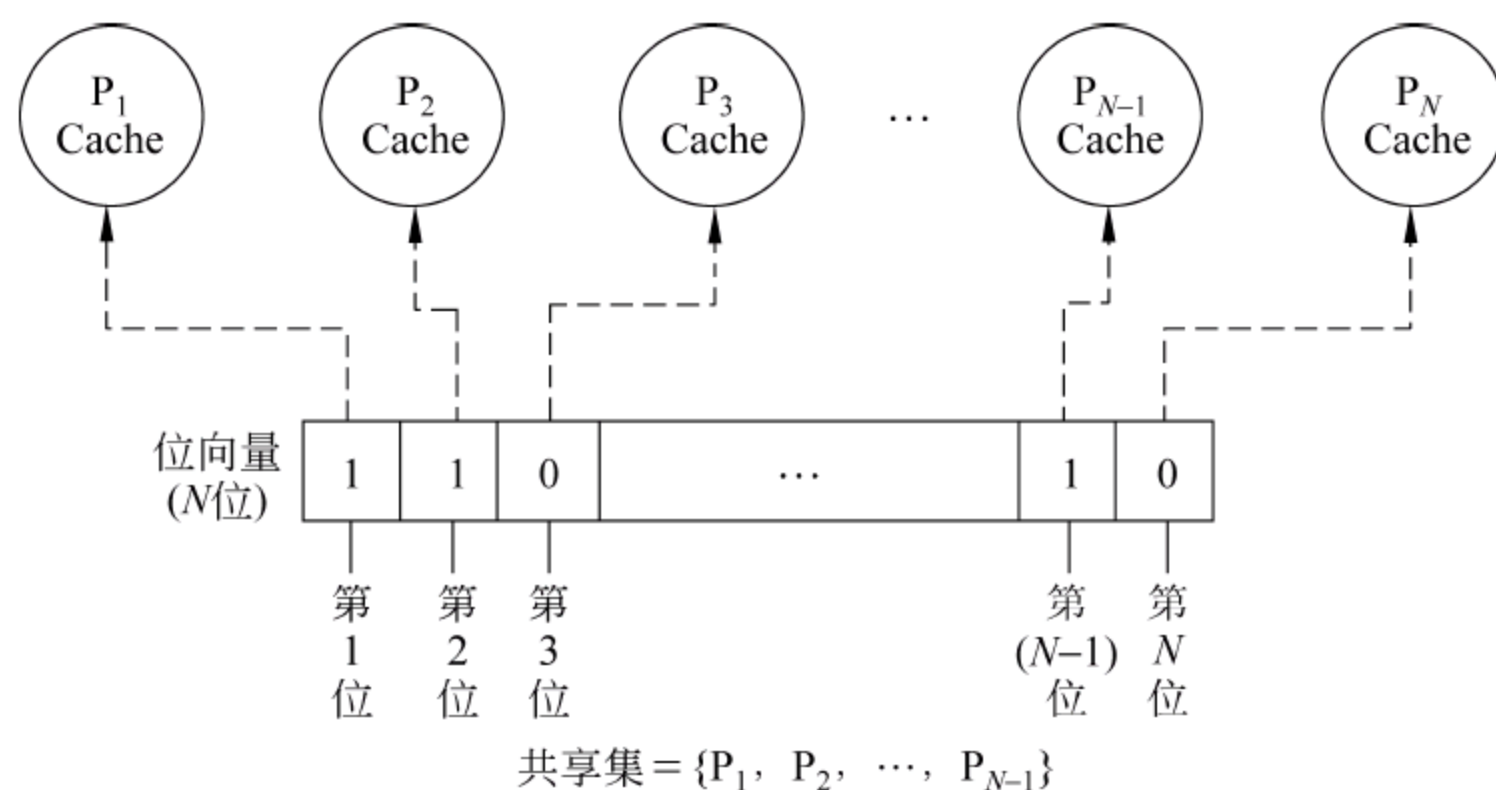 P1 Cache
P2 Cache
P3 Cache
…
PN–1 Cache
PN Cache
位向量
(N位)
1 1 0 … 1 0
第1位
第2位
第3位
第(N–1)位
第N位
共享集＝{P1，P2，…，PN–1}